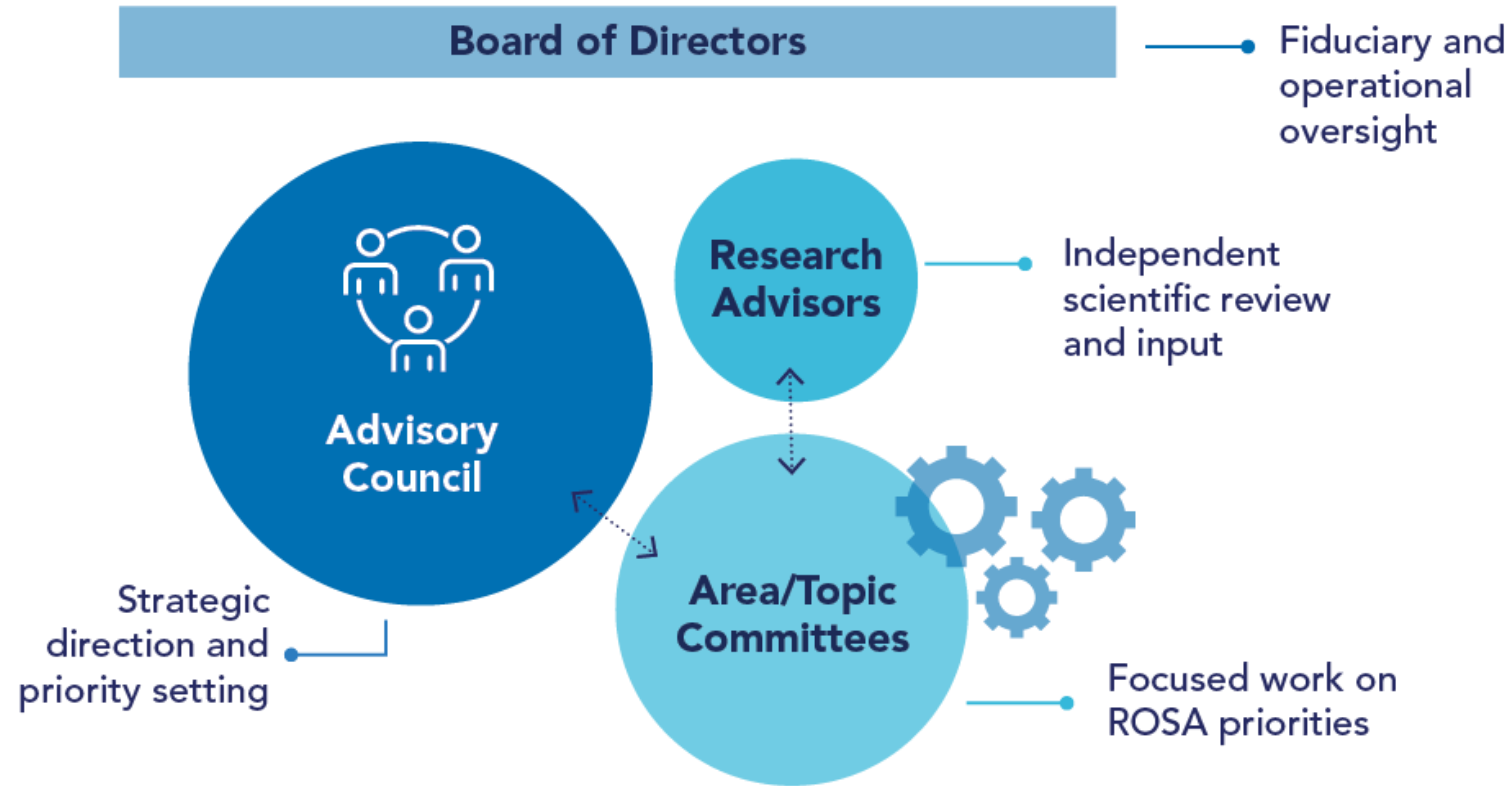 Board of Directors
Fiduciary and
operational
oversight
Advisory
Council
Research
Advisors
Independent
scientific review
and input
Strategic
direction and
priority setting
Area/Topic
Committees
Focused work on
ROSA priorities